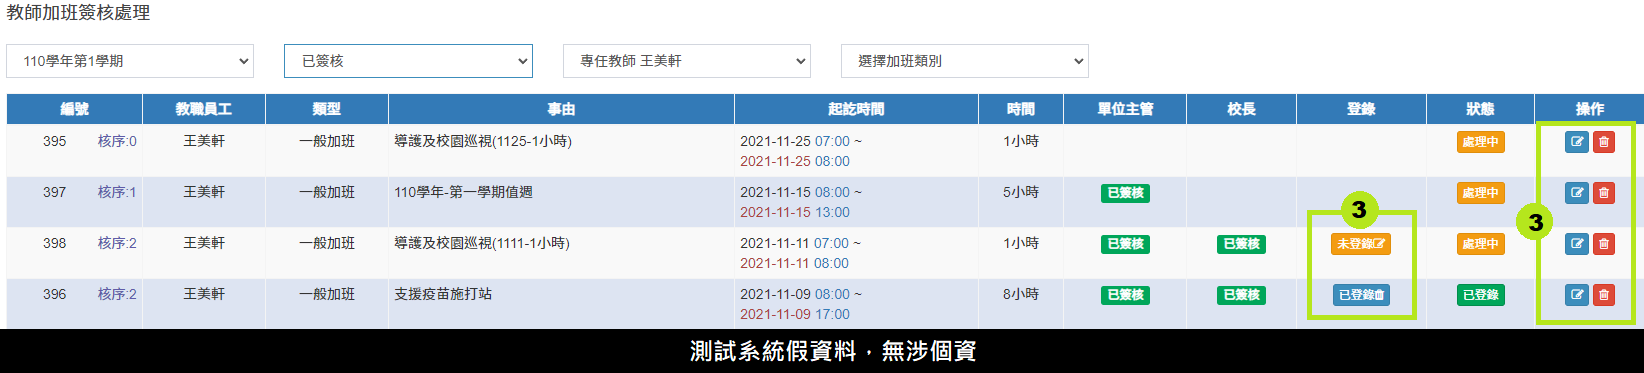 教師加班簽核處理
110學年第1學期 已簽核 專任教師 王美軒 選擇加班類別
編號 教職員工 類型 事由 起訖時間 時間 單位主管 校長 登錄 狀態 操作
395 核序:0 王美軒 一般加班 導護及校園巡視(1125-1小時) 2021-11-25 07:00 ~ 1小時 處理中
2021-11-25 08:00
397 核序:1 王美軒 一般加班 110學年-第一學期值週 2021-11-15 08:00 ~ 5小時 已簽核 處理中
2021-11-15 13:00
3
3
398 核序:2 王美軒 一般加班 導護及校園巡視(1111-1小時) 2021-11-11 07:00 ~ 1小時 已簽核 已簽核 未登錄 處理中
2021-11-11 08:00
396 核序:2 王美軒 一般加班 支援疫苗施打站 2021-11-09 08:00 ~ 8小時 已簽核 已簽核 已登錄 已登錄
2021-11-09 17:00
測試系統假資料，無涉個資